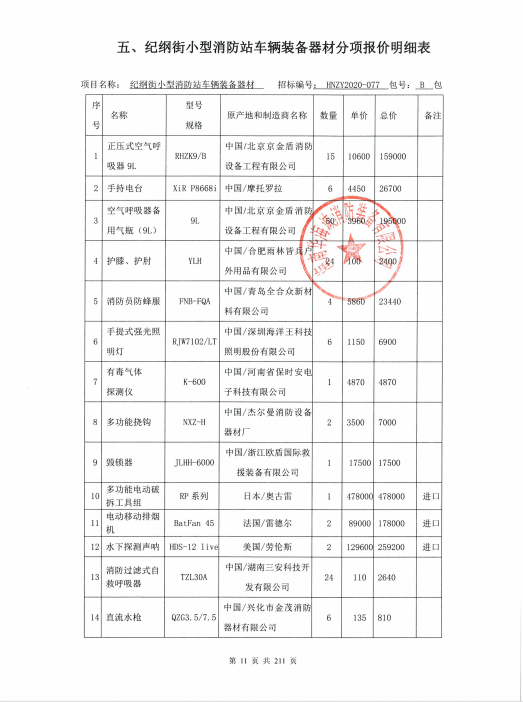 五、纪纲街小型消防站车辆装备器材分项报价明细表
项目名称： 纪纲街小型消防站车辆装备器材 招标编号： HNZY2020-077 包号： B 包
序号 名称 型号规格 原产地和制造商名称 数量 单价 总价 备注
1 正压式空气呼吸器 9L RHZK9/B 中国/北京京金盾消防设备工程有限公司 15 10600 159000
2 手持电台 XiR P8668i 中国/摩托罗拉 6 4450 26700
3 空气呼吸器备用气瓶（9L） 9L 中国/北京京金盾消防设备工程有限公司 50 3960 198000
4 护膝、护肘 YLH 中国/合肥雨林皆兵户外用品有限公司 24 100 2400
5 消防员防蜂服 FNB-FQA 中国/青岛全合众新材料有限公司 4 5860 23440
6 手提式强光照明灯 RJW7102/LT 中国/深圳海洋王科技照明股份有限公司 6 1150 6900
7 有毒气体探测仪 K-600 中国/河南省保时安电子科技有限公司 1 4870 4870
8 多功能挠钩 NXZ-H 中国/杰尔曼消防设备器材厂 2 3500 7000
9 毁锁器 JLHH-6000 中国/浙江欧盾国际救援装备有限公司 1 17500 17500
10 多功能电动破拆工具组 RP 系列 日本/奥古雷 1 478000 478000 进口
11 电动移动排烟机 BatFan 45 法国/雷德尔 2 89000 178000 进口
12 水下探测声呐 HDS-12 live 美国/劳伦斯 2 129600 259200 进口
13 消防过滤式自救呼吸器 TZL30A 中国/湖南三安科技开发有限公司 24 110 2640
14 直流水枪 QZG3.5/7.5 中国/兴化市金茂消防器材有限公司 6 135 810
第 11 页 共 211 页